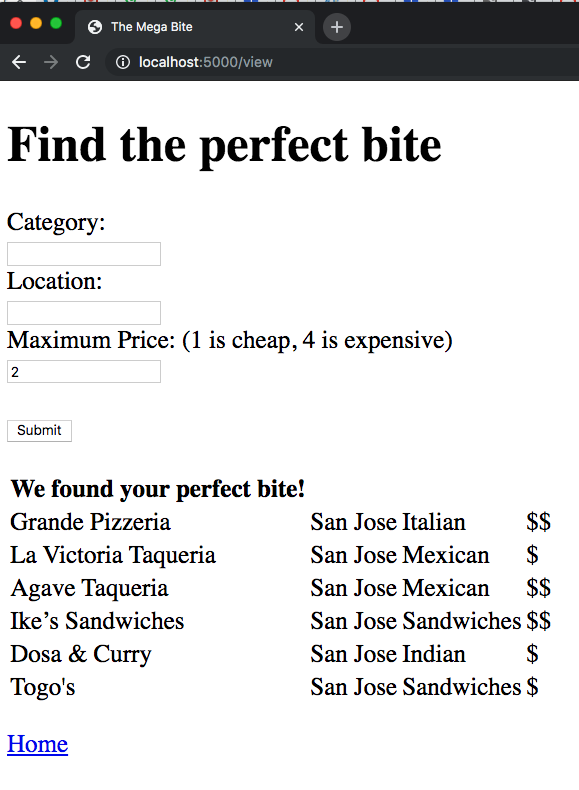 The Mega Bite
localhost:5000/view
Find the perfect bite
Category:
Location:
Maximum Price: (1 is cheap, 4 is expensive)
2
Submit
We found your perfect bite!
Grande Pizzeria San Jose Italian $$
La Victoria Taqueria San Jose Mexican $
Agave Taqueria San Jose Mexican $$
Ike’s Sandwiches San Jose Sandwiches $$
Dosa & Curry San Jose Indian $
Togo's San Jose Sandwiches $
Home